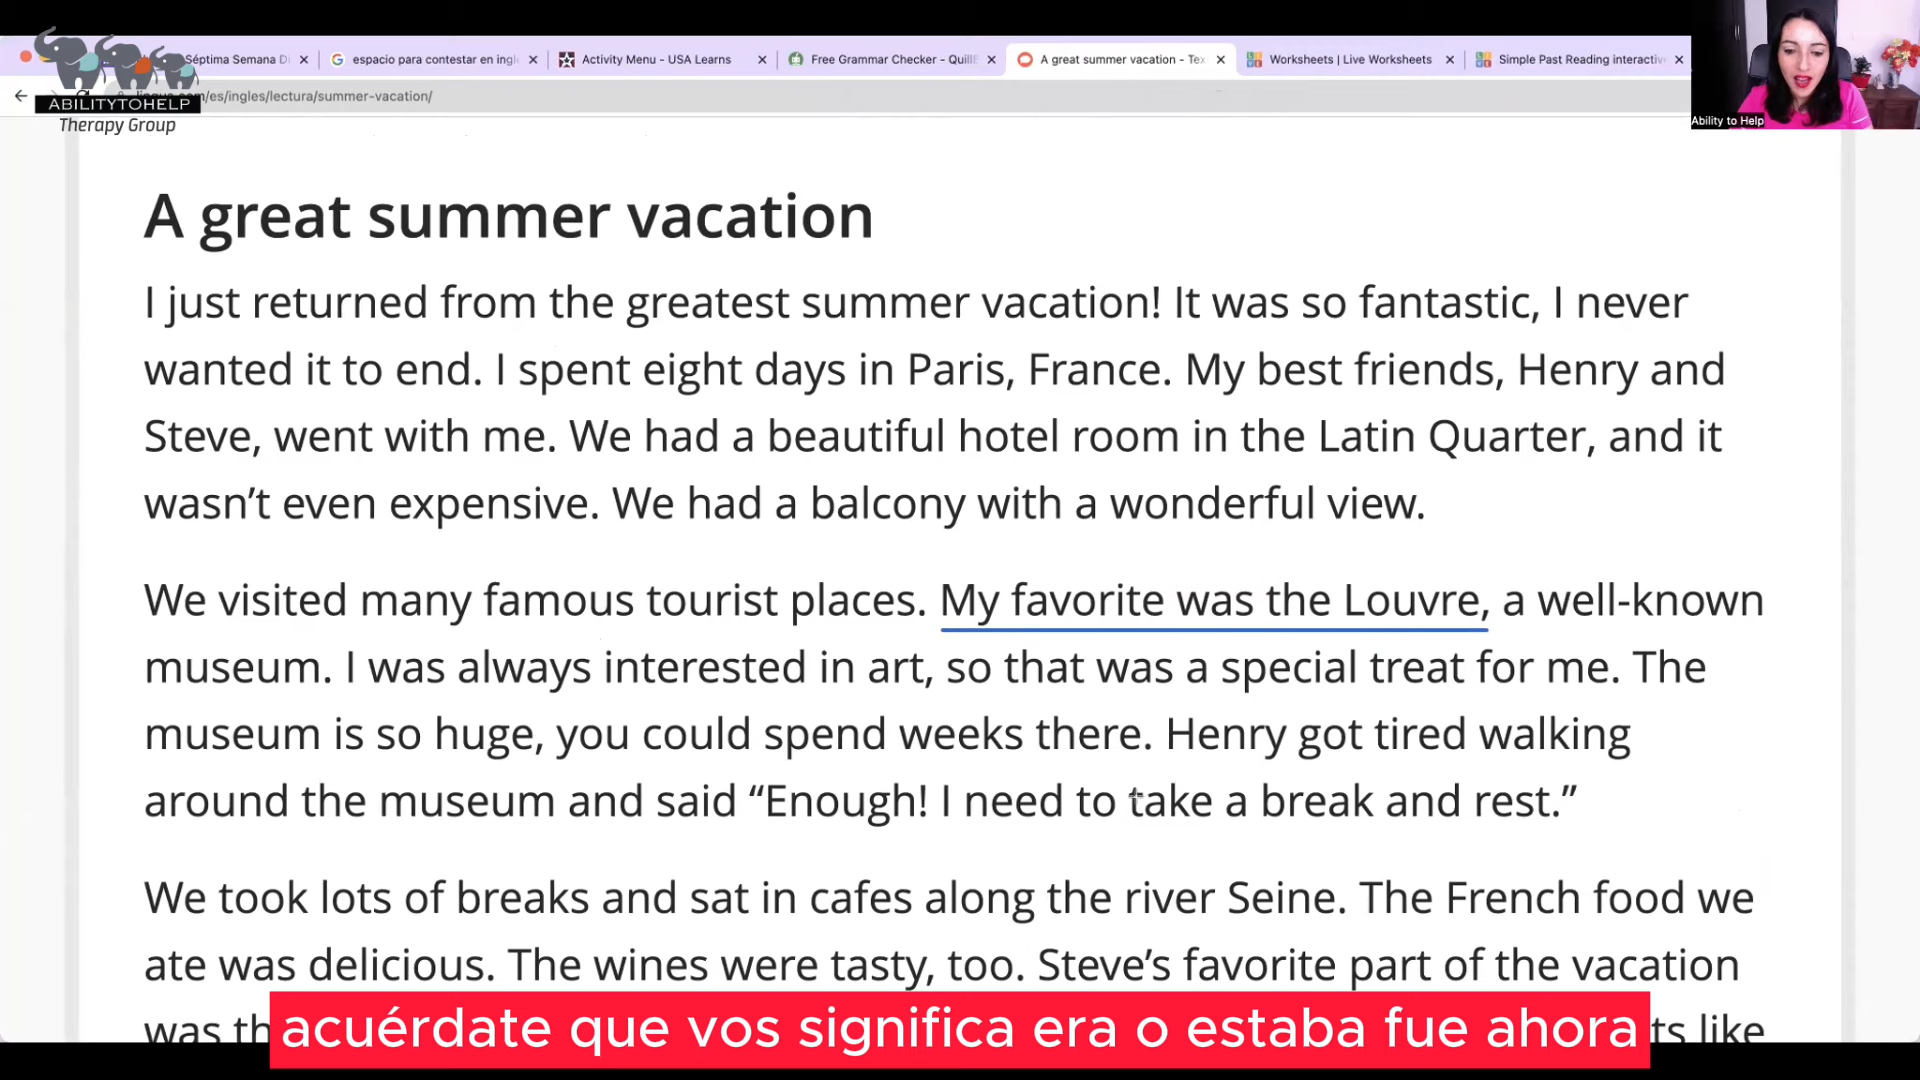 Séptima Semana Di
espacio para contestar en ingl
Activity Menu - USA Learns
Free Grammar Checker - Quill
A great summer vacation - Tex
Worksheets | Live Worksheets
Simple Past Reading interactiv
ABILITYTOHELP
Therapy Group
.com/es/ingles/lectura/summer-vacation/
Ability to Help
A great summer vacation
I just returned from the greatest summer vacation! It was so fantastic, I never
wanted it to end. I spent eight days in Paris, France. My best friends, Henry and
Steve, went with me. We had a beautiful hotel room in the Latin Quarter, and it
wasn’t even expensive. We had a balcony with a wonderful view.
We visited many famous tourist places. My favorite was the Louvre, a well-known
museum. I was always interested in art, so that was a special treat for me. The
museum is so huge, you could spend weeks there. Henry got tired walking
around the museum and said “Enough! I need to take a break and rest.”
We took lots of breaks and sat in cafes along the river Seine. The French food we
ate was delicious. The wines were tasty, too. Steve’s favorite part of the vacation
was th ts like
acuérdate que vos significa era o estaba fue ahora